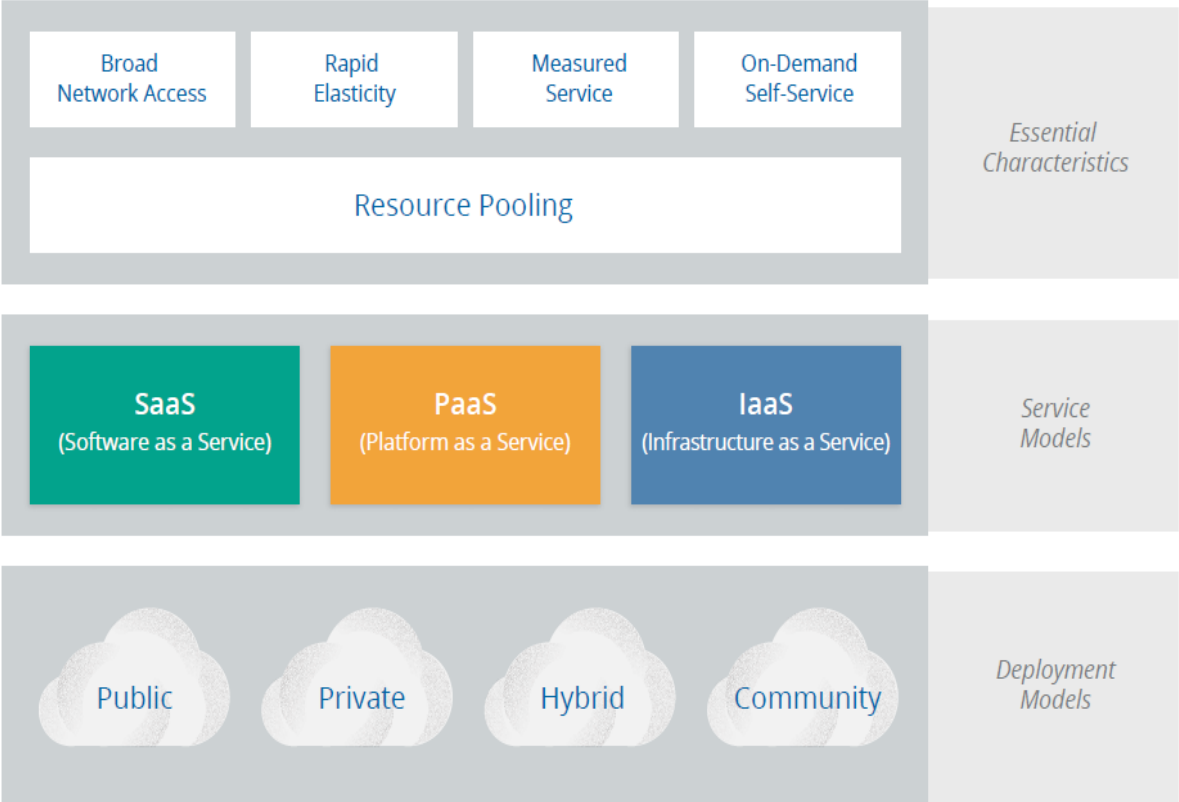 Broad
Network Access
Rapid
Elasticity
Measured
Service
On-Demand
Self-Service
Resource Pooling
Essential
Characteristics
SaaS
(Software as a Service)
PaaS
(Platform as a Service)
IaaS
(Infrastructure as a Service)
Service
Models
Public
Private
Hybrid
Community
Deployment
Models